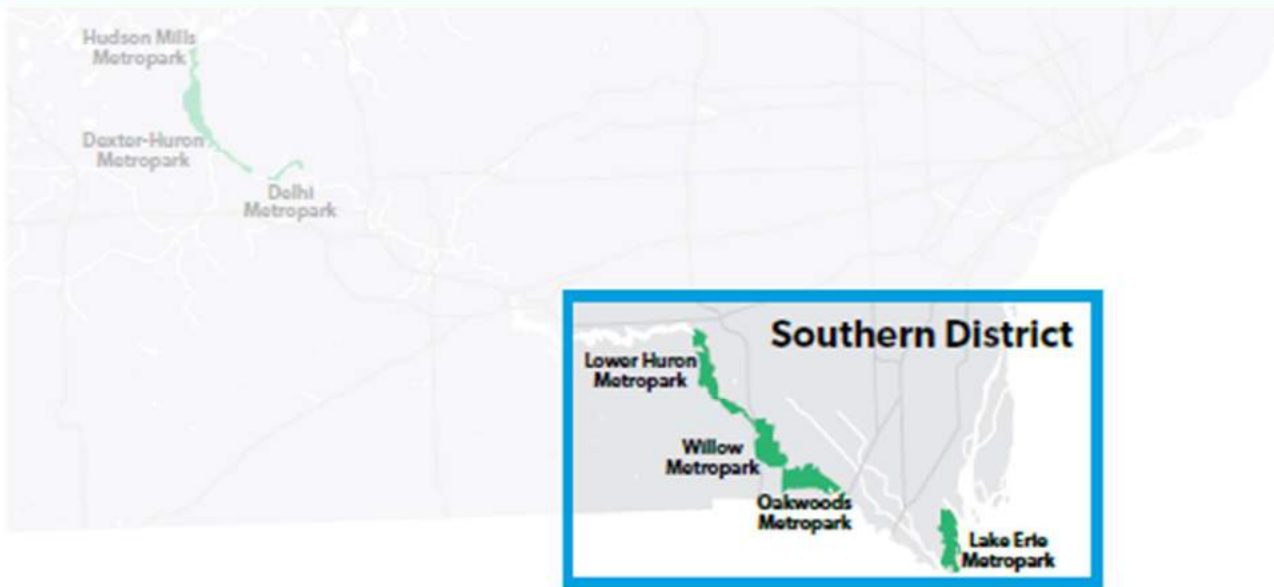 Hudson Mills
Metropark
Dexter-Huron
Metropark
Delhi
Metropark
Southern District
Lower Huron
Metropark
Willow
Metropark
Oakwoods
Metropark
Lake Erie
Metropark